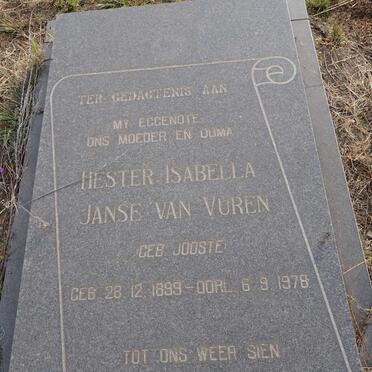 TER GEDAGTENIS AAN
MY EGGENOTE,
ONS MOEDER EN OUMA
HESTER ISABELLA
JANSE VAN VUREN
(GEB JOOSTE)
GEB 28.12.1899 - OORL 6.9.1978
TOT ONS WEER SIEN